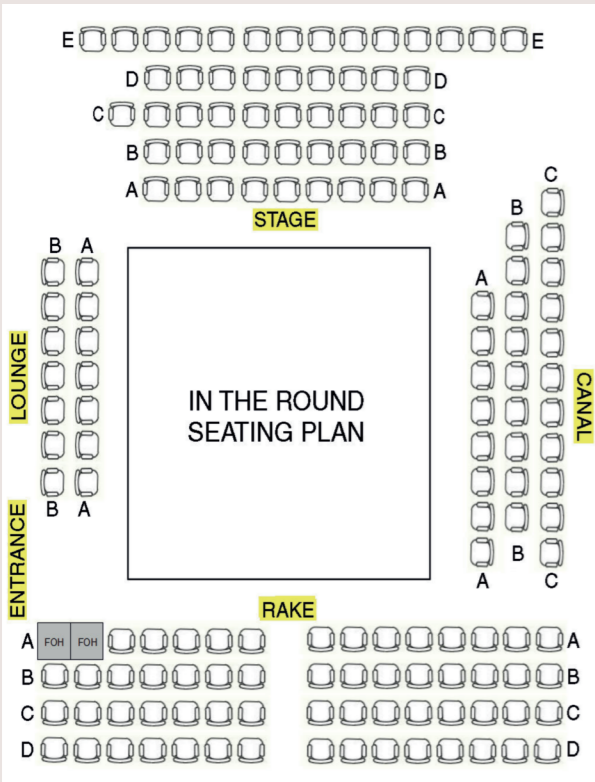 E E
D D
C C
B B
A A
STAGE
C
B
A
B A
LOUNGE
CANAL
IN THE ROUND
SEATING PLAN
B A
ENTRANCE
B
A C
RAKE
A FOH FOH A
B B
C C
D D